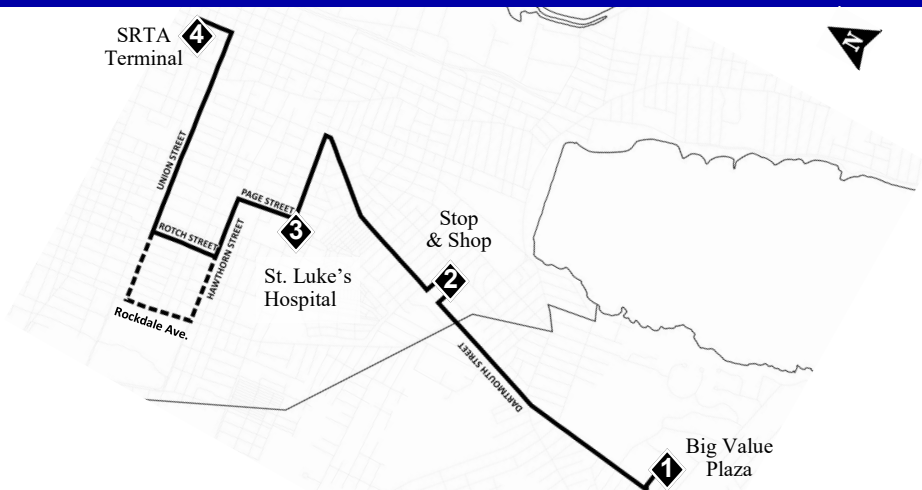 SRTA
Terminal
4
N
UNION STREET
PAGE STREET
ROTCH STREET
HAWTHORN STREET
3
Stop
& Shop
2
St. Luke's
Hospital
Rockdale Ave.
DARTMOUTH STREET
Big Value
Plaza
1